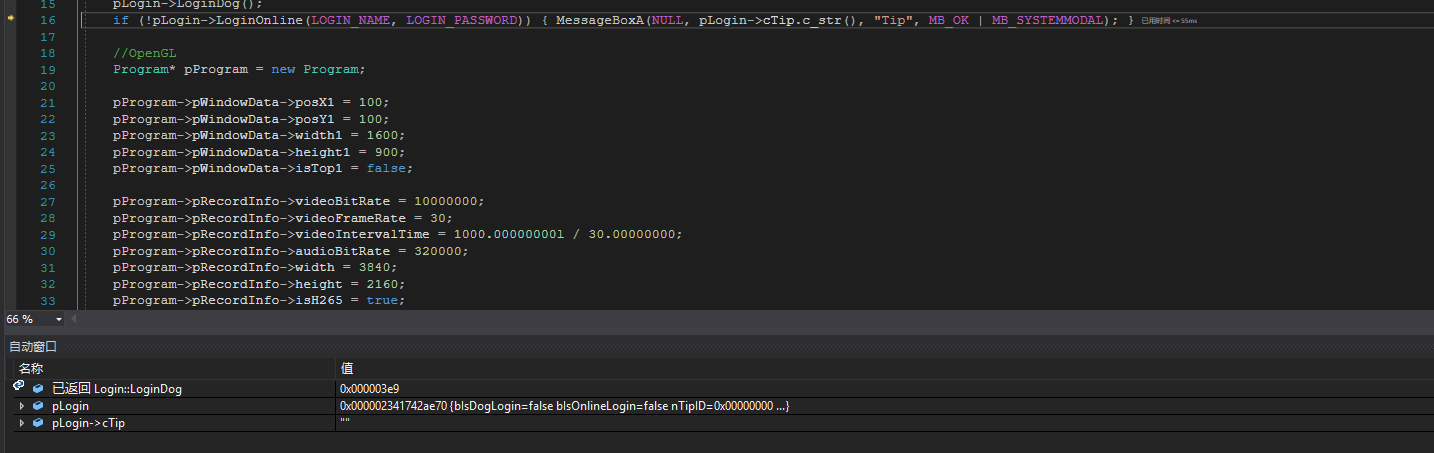 15 pLogin->LoginDog();
16 if (!pLogin->LoginOnline(LOGIN_NAME, LOGIN_PASSWORD)) { MessageBoxA(NULL, pLogin->cTip.c_str(), "Tip", MB_OK | MB_SYSTEMMODAL); } 已用时间 <= 55ms
17
18 //OpenGL
19 Program* pProgram = new Program;
20
21 pProgram->pWindowData->posX1 = 100;
22 pProgram->pWindowData->posY1 = 100;
23 pProgram->pWindowData->width1 = 1600;
24 pProgram->pWindowData->height1 = 900;
25 pProgram->pWindowData->isTop1 = false;
26
27 pProgram->pRecordInfo->videoBitRate = 10000000;
28 pProgram->pRecordInfo->videoFrameRate = 30;
29 pProgram->pRecordInfo->videoIntervalTime = 1000.00000000l / 30.00000000;
30 pProgram->pRecordInfo->audioBitRate = 320000;
31 pProgram->pRecordInfo->width = 3840;
32 pProgram->pRecordInfo->height = 2160;
33 pProgram->pRecordInfo->isH265 = true;
66 %
自动窗口
名称 值
已返回 Login::LoginDog 0x000003e9
pLogin 0x000002341742ae70 {bIsDogLogin=false bIsOnlineLogin=false nTipID=0x00000000 ...}
pLogin->cTip ""